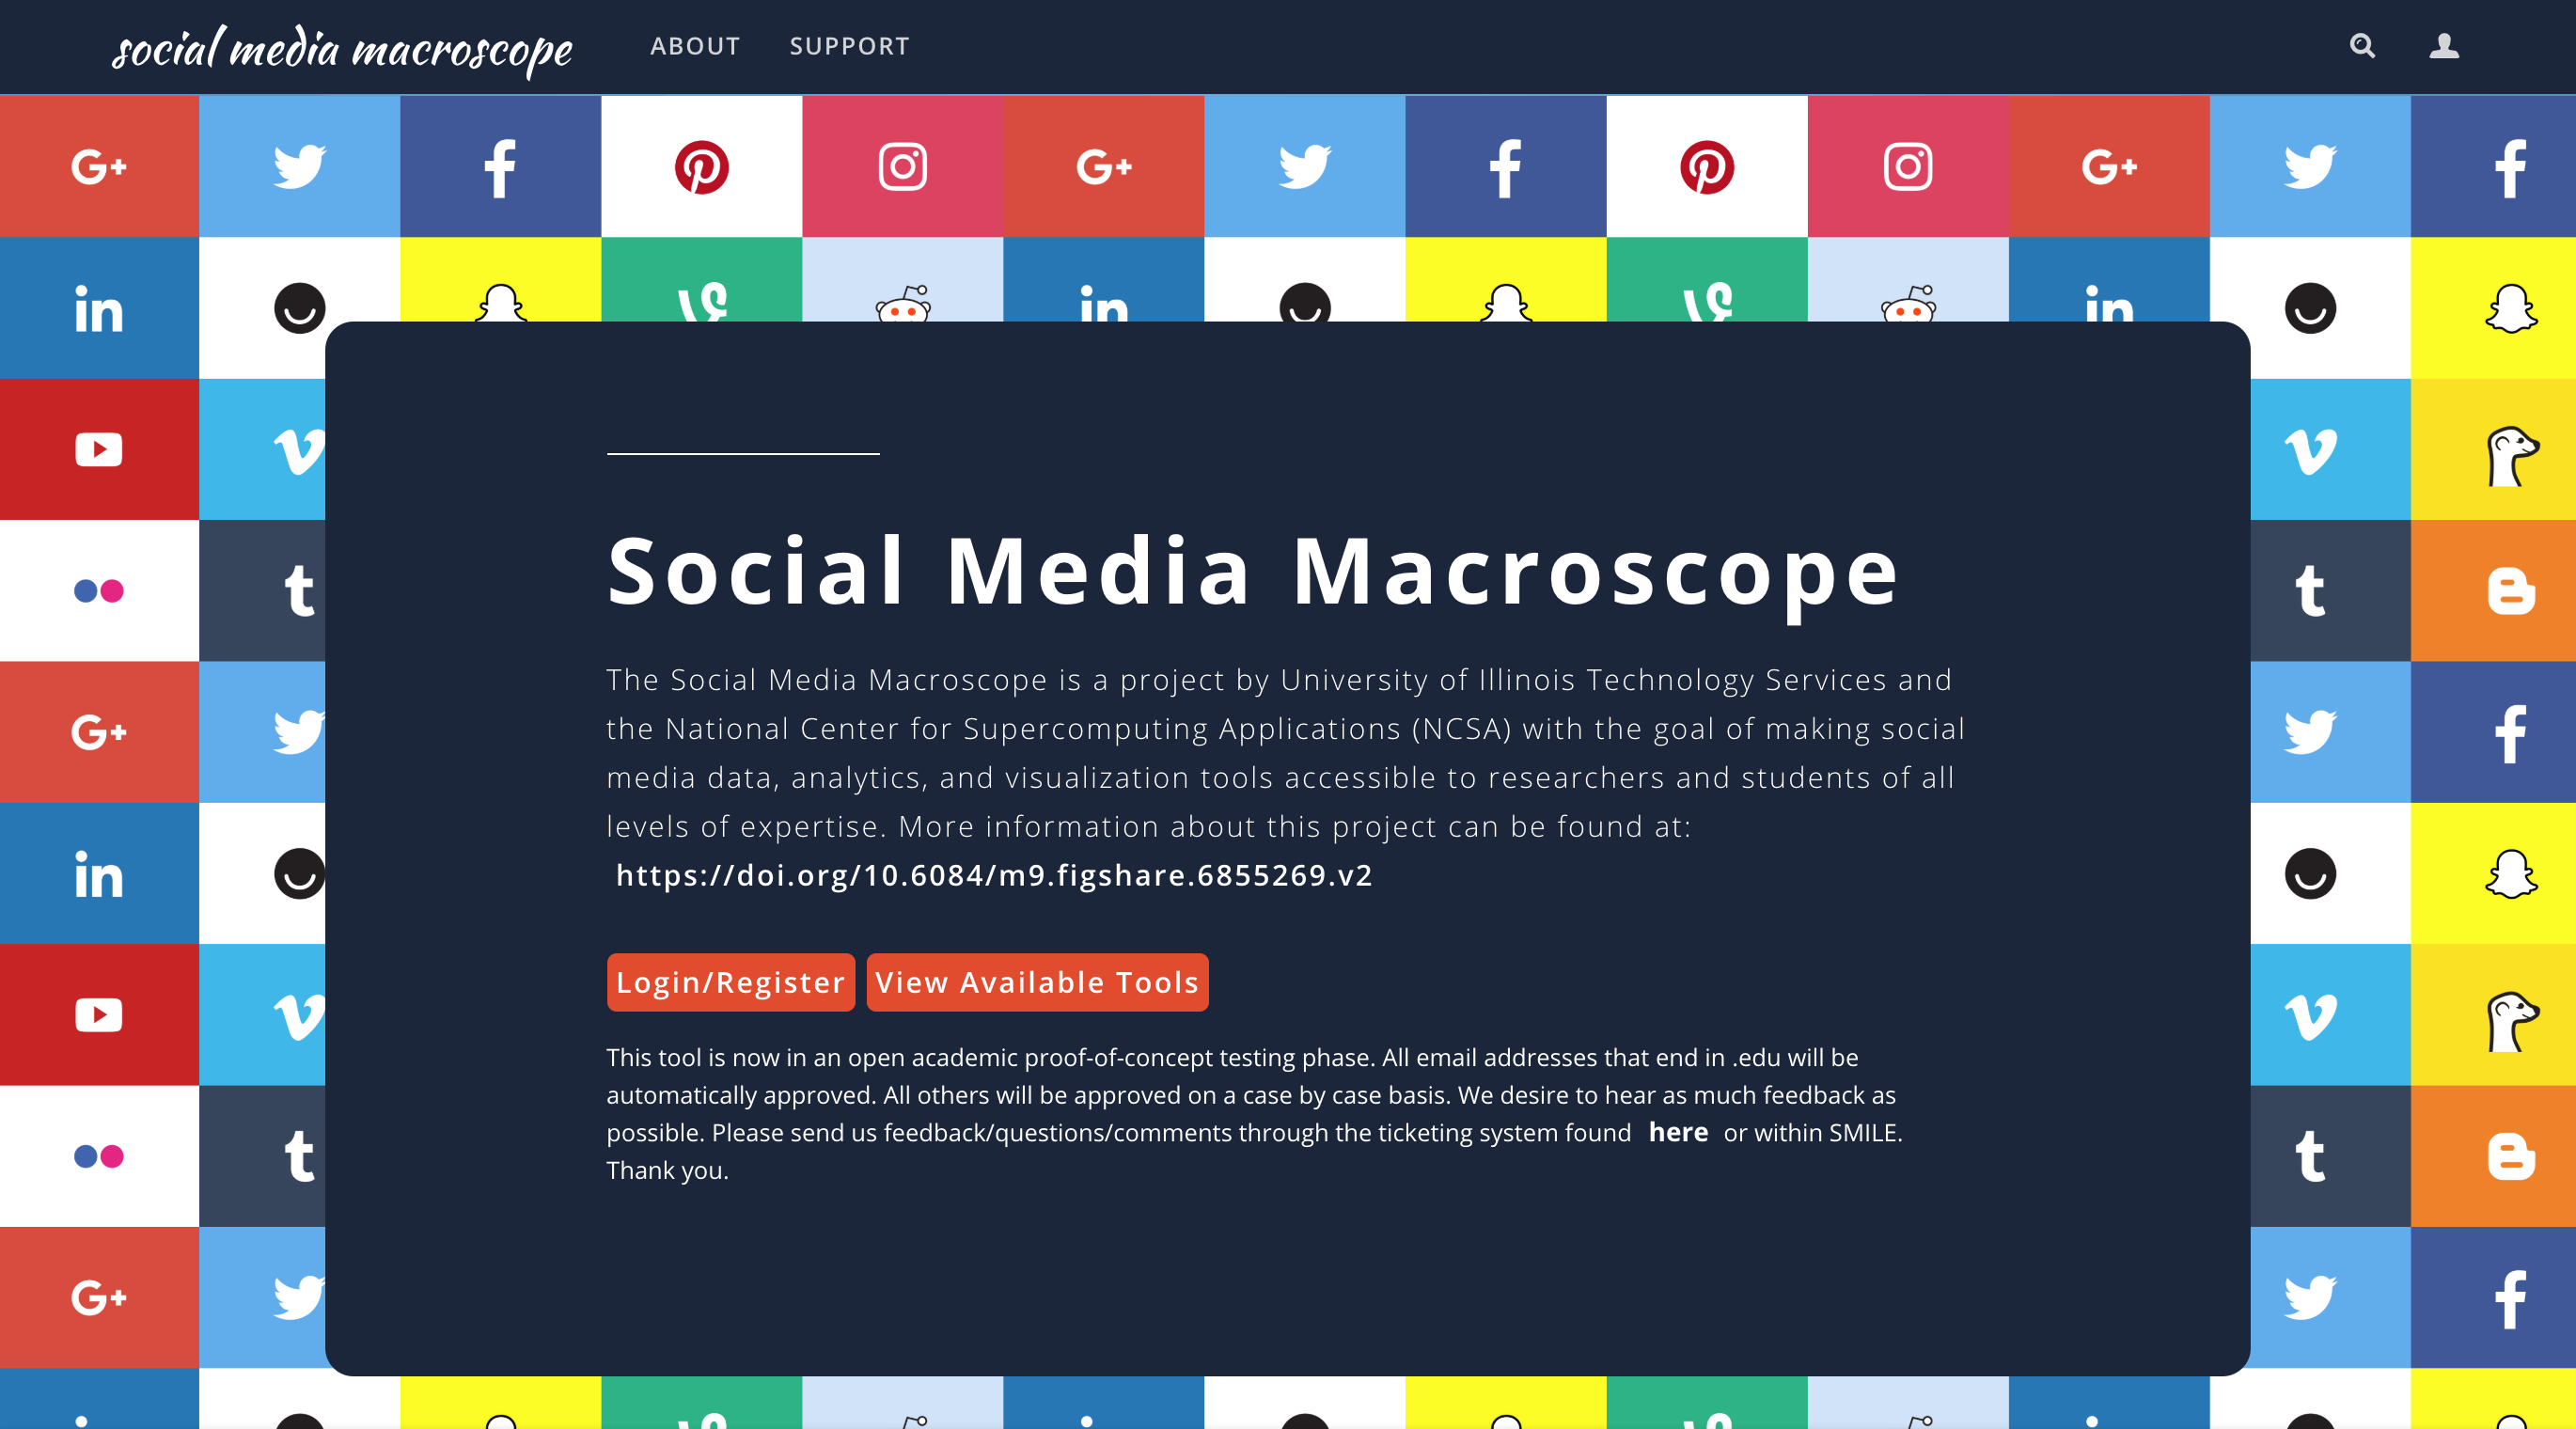 social media macroscope ABOUT SUPPORT
Social Media Macroscope
The Social Media Macroscope is a project by University of Illinois Technology Services and
the National Center for Supercomputing Applications (NCSA) with the goal of making social
media data, analytics, and visualization tools accessible to researchers and students of all
levels of expertise. More information about this project can be found at:
https://doi.org/10.6084/m9.figshare.6855269.v2
Login/Register View Available Tools
This tool is now in an open academic proof-of-concept testing phase. All email addresses that end in .edu will be
automatically approved. All others will be approved on a case by case basis. We desire to hear as much feedback as
possible. Please send us feedback/questions/comments through the ticketing system found here or within SMILE.
Thank you.